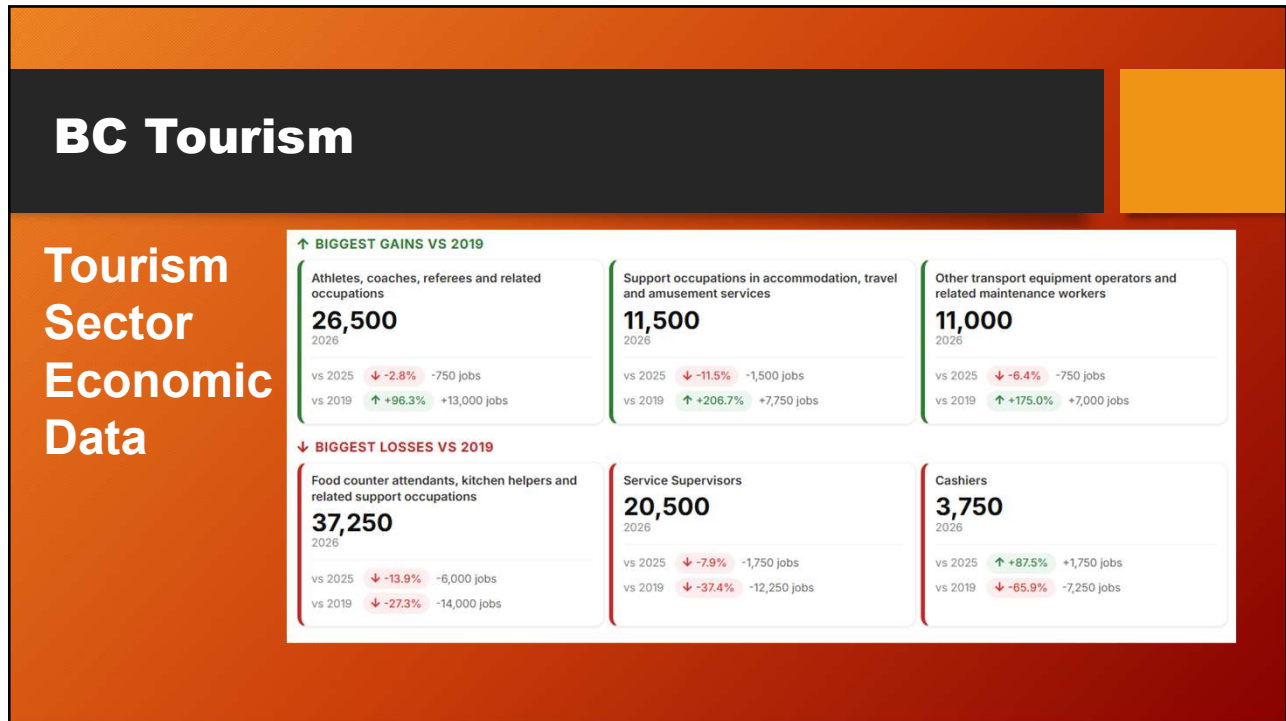 BC Tourism
Tourism
Sector
Economic
Data
↑ BIGGEST GAINS VS 2019
Athletes, coaches, referees and related
occupations
26,500
2026
vs 2025 ↓ -2.8% -750 jobs
vs 2019 ↑ +96.3% +13,000 jobs
Support occupations in accommodation, travel
and amusement services
11,500
2026
vs 2025 ↓ -11.5% -1,500 jobs
vs 2019 ↑ +206.7% +7,750 jobs
Other transport equipment operators and
related maintenance workers
11,000
2026
vs 2025 ↓ -6.4% -750 jobs
vs 2019 ↑ +175.0% +7,000 jobs
↓ BIGGEST LOSSES VS 2019
Food counter attendants, kitchen helpers and
related support occupations
37,250
2026
vs 2025 ↓ -13.9% -6,000 jobs
vs 2019 ↓ -27.3% -14,000 jobs
Service Supervisors
20,500
2026
vs 2025 ↓ -7.9% -1,750 jobs
vs 2019 ↓ -37.4% -12,250 jobs
Cashiers
3,750
2026
vs 2025 ↑ +87.5% +1,750 jobs
vs 2019 ↓ -65.9% -7,250 jobs